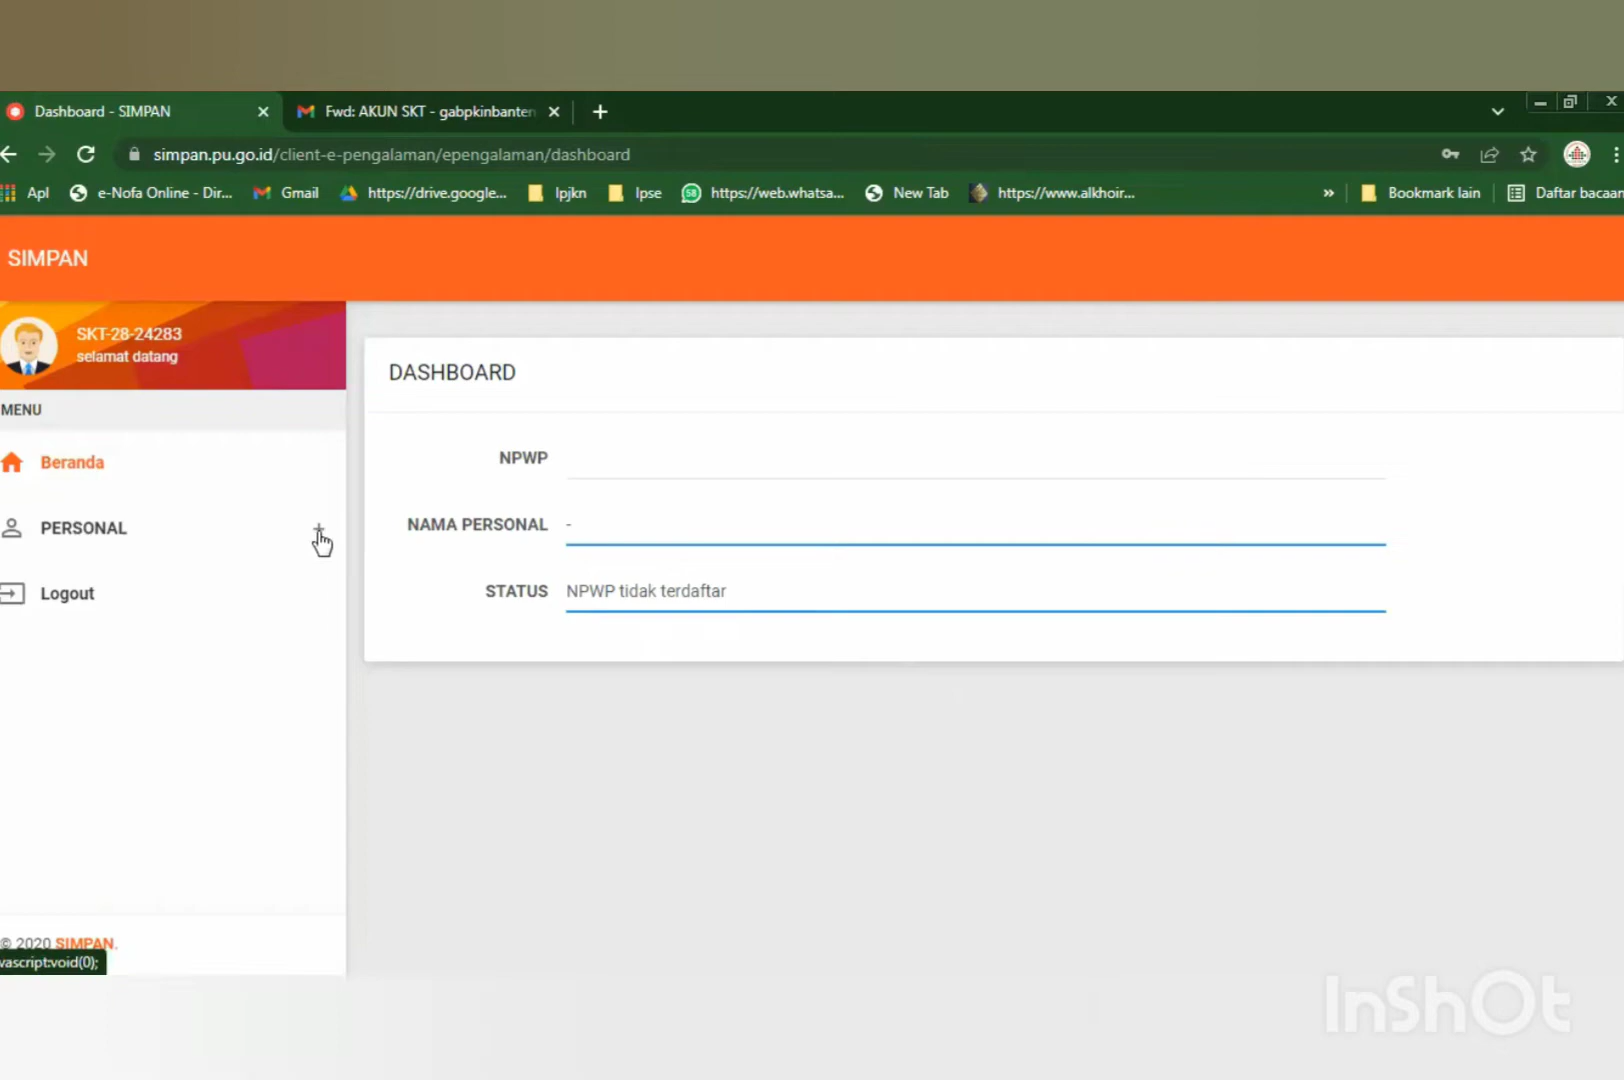 Dashboard - SIMPAN
Fwd: AKUN SKT - gabpkinbanten
simpan.pu.go.id/client-e-pengalaman/epengalaman/dashboard
Apl
e-Nofa Online - Dir...
Gmail
https://drive.google...
lpjkn
lpse
58
https://web.whatsa...
New Tab
https://www.alkhoir...
»
Bookmark lain
Daftar bacaan
SIMPAN
SKT-28-24283
selamat datang
MENU
Beranda
PERSONAL
Logout
DASHBOARD
NPWP
NAMA PERSONAL -
STATUS NPWP tidak terdaftar
© 2020 SIMPAN.
vascript:void(0);
InShOt